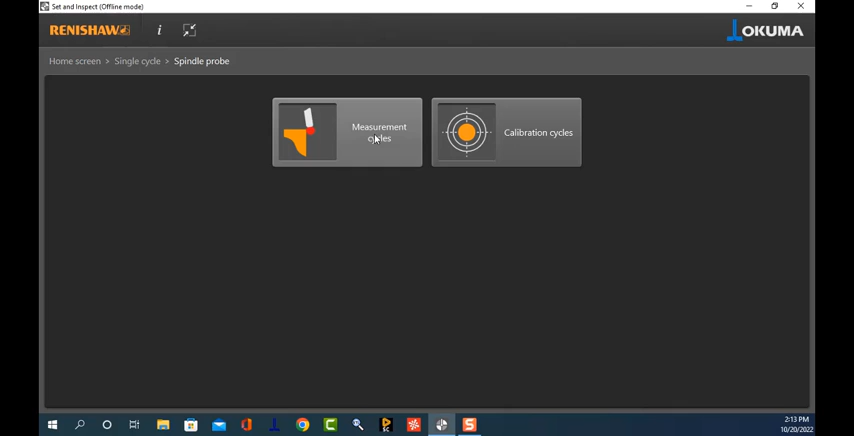 Set and Inspect (Offline mode)
RENISHAW
i
OKUMA
Home screen > Single cycle > Spindle probe
Measurement cycles
Calibration cycles
2:13 PM
10/20/2022